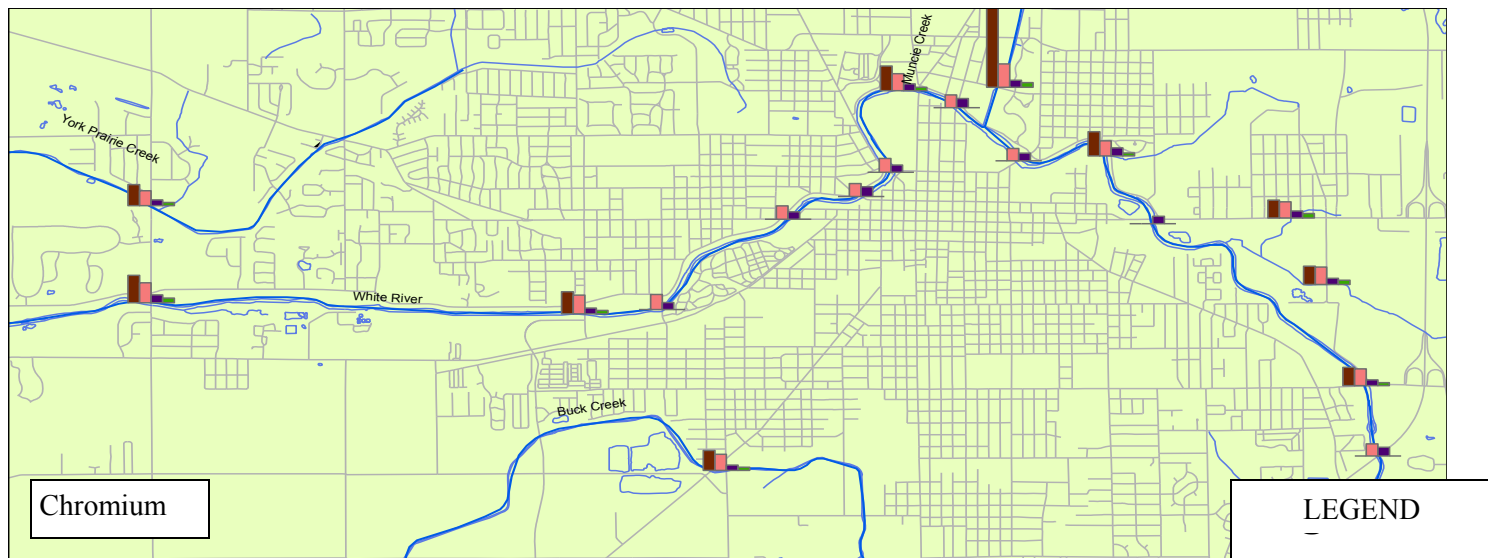 Muncie Creek
York Prairie Creek
White River
Buck Creek
Chromium
LEGEND